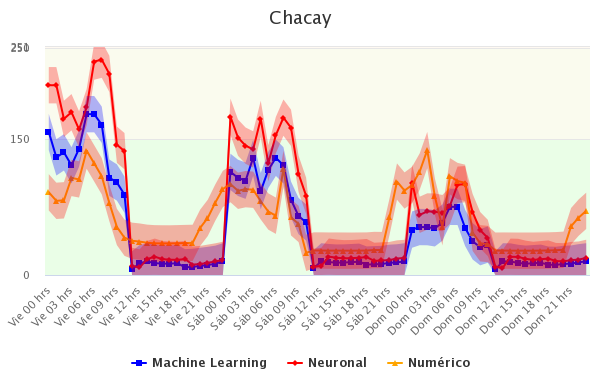 Chacay
250
150
0
Vie 00 hrs
Vie 03 hrs
Vie 06 hrs
Vie 09 hrs
Vie 12 hrs
Vie 15 hrs
Vie 18 hrs
Vie 21 hrs
Sáb 00 hrs
Sáb 03 hrs
Sáb 06 hrs
Sáb 09 hrs
Sáb 12 hrs
Sáb 15 hrs
Sáb 18 hrs
Sáb 21 hrs
Dom 00 hrs
Dom 03 hrs
Dom 06 hrs
Dom 09 hrs
Dom 12 hrs
Dom 15 hrs
Dom 18 hrs
Dom 21 hrs
Machine Learning Neuronal Numérico